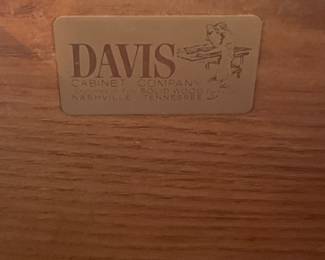 DAVIS
CABINET COMPANY
SOLID WOOD
NASHVILLE TENNESSEE